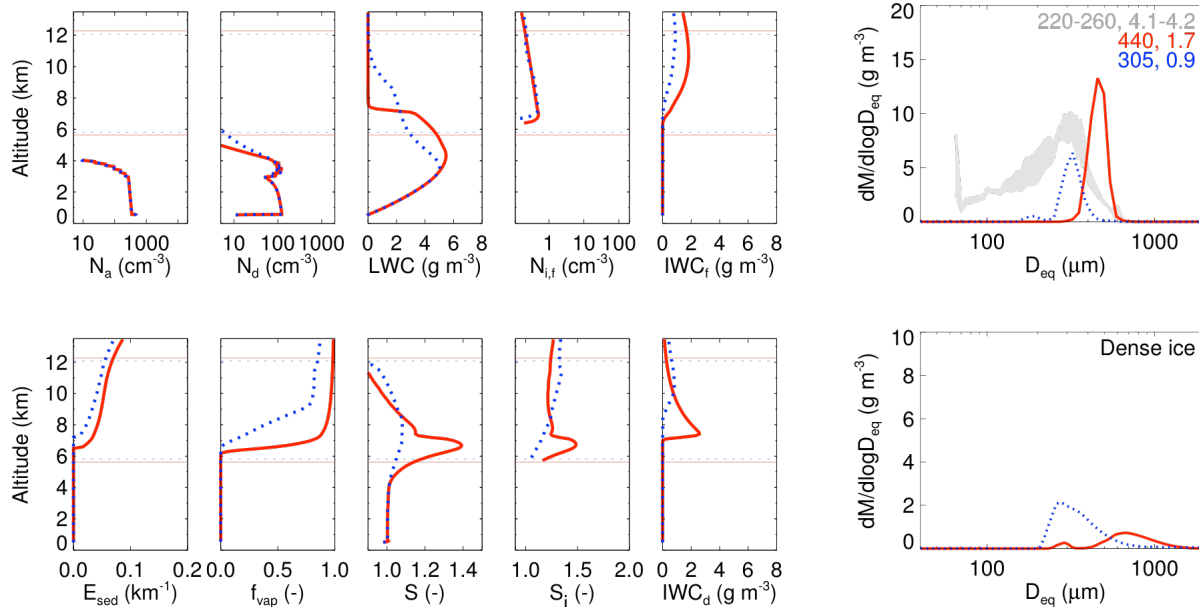 12
10
8
6
4
2
0
Altitude (km)
10 1000
N_a (cm⁻³)
10 100 1000
N_d (cm⁻³)
0 2 4 6 8
LWC (g m⁻³)
1 100
N_i,f (cm⁻³)
0 2 4 6 8
IWC_f (g m⁻³)
20
15
10
5
0
dM/dlogD_eq (g m⁻³)
220-260, 4.1-4.2
440, 1.7
305, 0.9
100 1000
D_eq (μm)
12
10
8
6
4
2
0
Altitude (km)
0.0 0.1 0.2
E_sed (km⁻¹)
0.0 0.5 1.0
f_vap (-)
1.0 1.2 1.4
S (-)
1.0 1.5 2.0
S_i (-)
0 2 4 6 8
IWC_d (g m⁻³)
10
8
6
4
2
0
dM/dlogD_eq (g m⁻³)
Dense ice
100 1000
D_eq (μm)